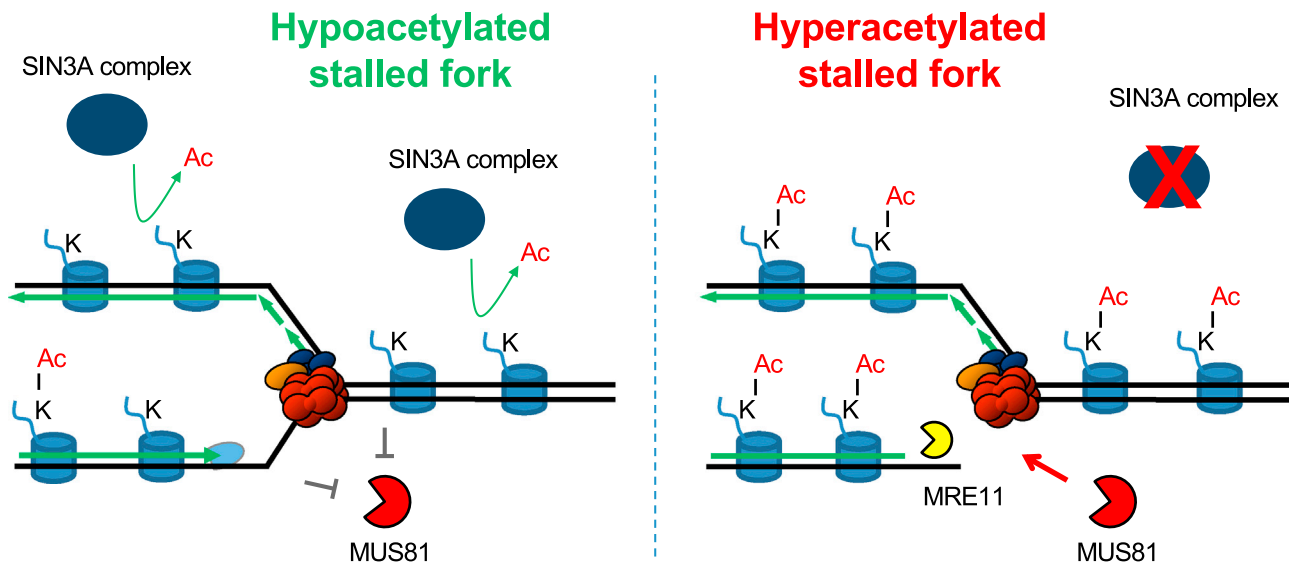 Hypoacetylated
stalled fork
SIN3A complex
Ac
SIN3A complex
Ac
K
K
K
K
Ac
K
K
MUS81
Hyperacetylated
stalled fork
SIN3A complex
X
Ac
K
Ac
K
Ac
K
Ac
K
Ac
K
Ac
K
MRE11
MUS81